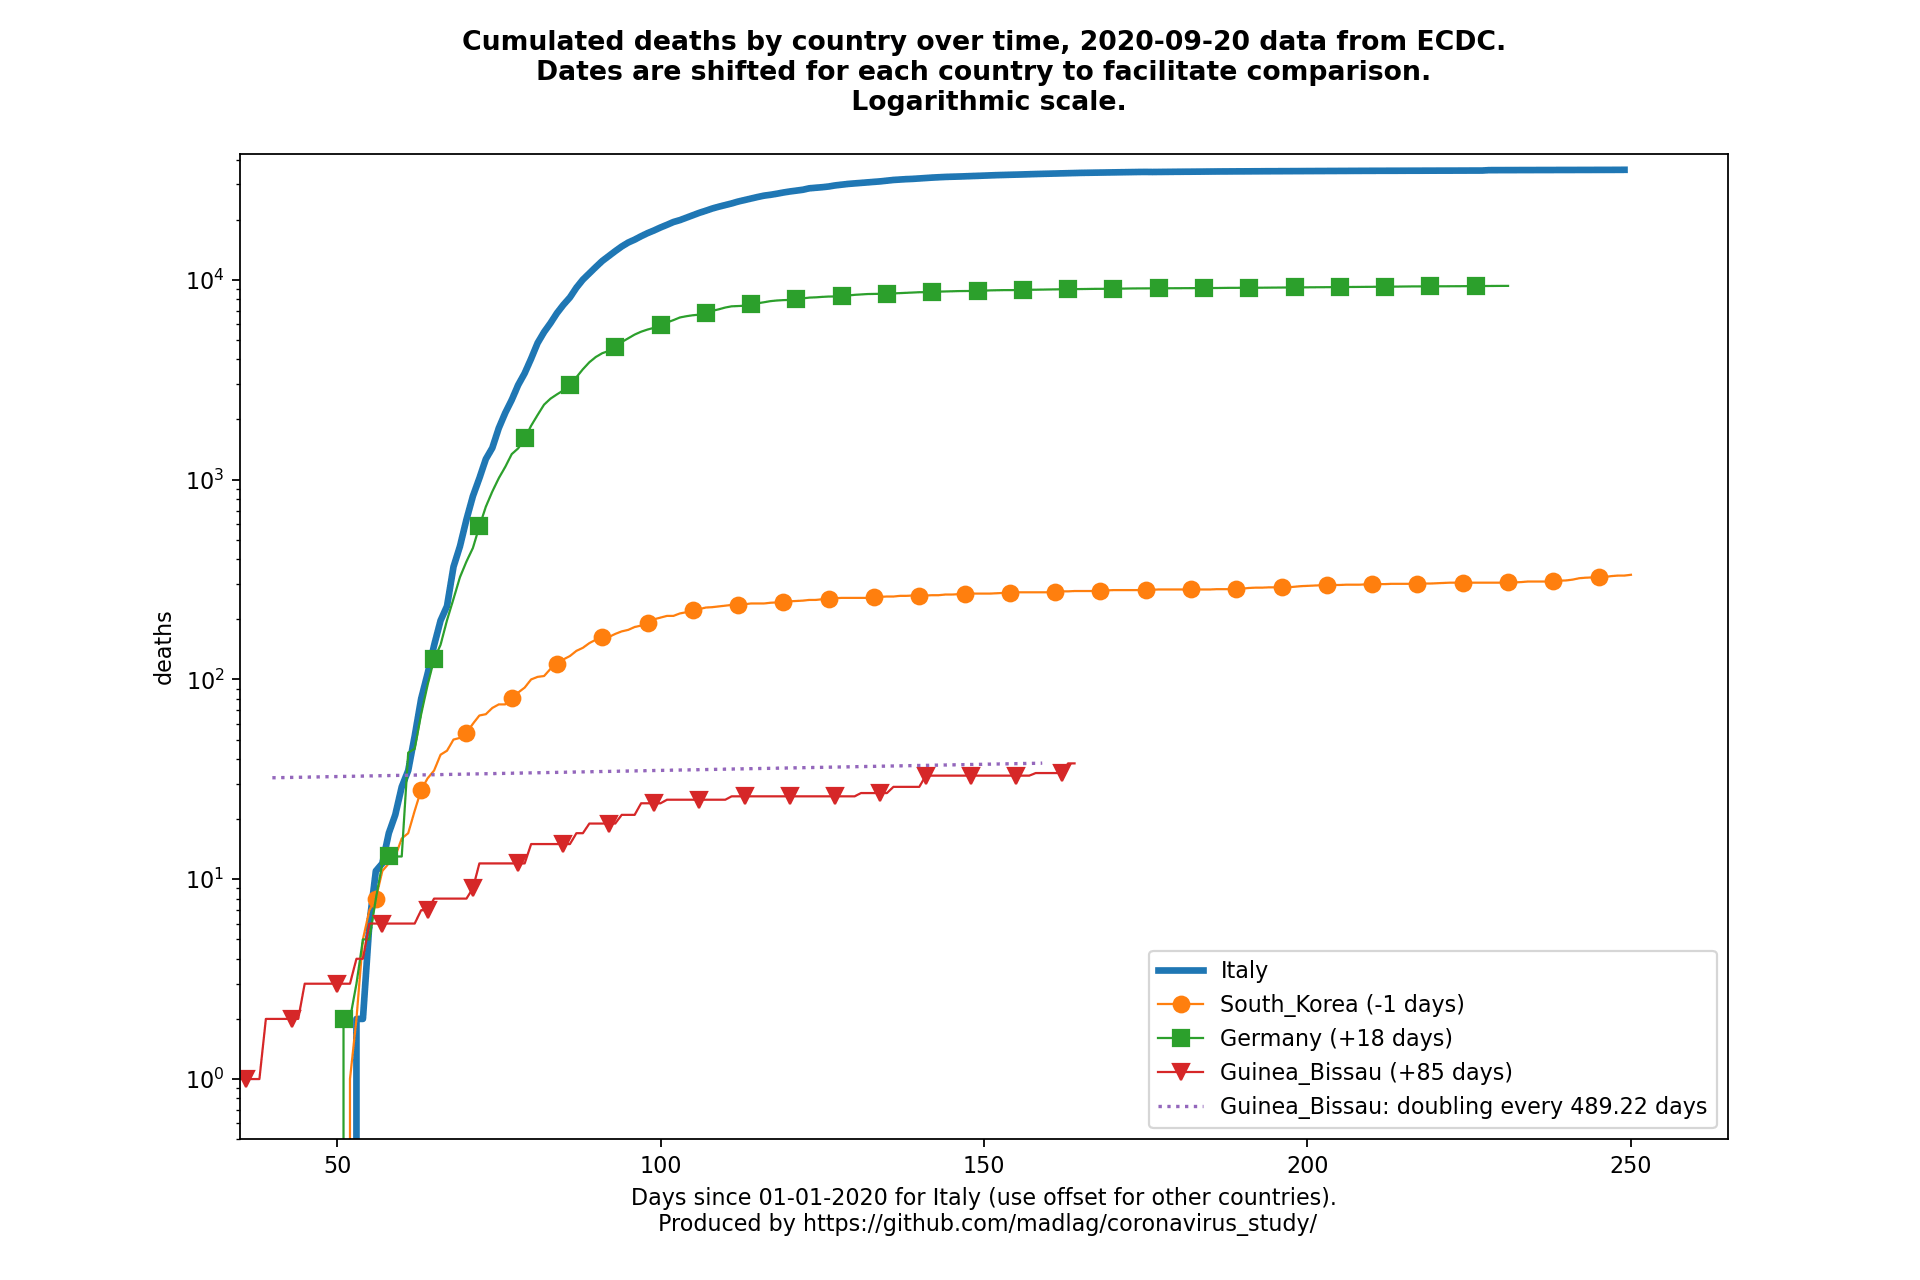 Cumulated deaths by country over time, 2020-09-20 data from ECDC.
Dates are shifted for each country to facilitate comparison.
Logarithmic scale.
deaths
10⁴
10³
10²
10¹
10⁰
Italy
South_Korea (-1 days)
Germany (+18 days)
Guinea_Bissau (+85 days)
Guinea_Bissau: doubling every 489.22 days
50
100
150
200
250
Days since 01-01-2020 for Italy (use offset for other countries).
Produced by https://github.com/madlag/coronavirus_study/